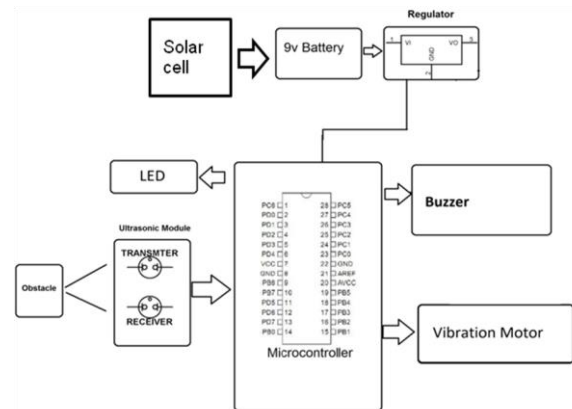 Regulator
Solar
cell
9v Battery
1
VI
VO
3
GND
2
LED
Buzzer
Ultrasonic Module
TRANSMTER
RECEIVER
Obstacle
PC6 1 28 PC5
PD0 2 27 PC4
PD1 3 26 PC3
PD2 4 25 PC2
PD3 5 24 PC1
PD4 6 23 PC0
VCC 7 22 GND
GND 8 21 AREF
PB6 9 20 AVCC
PB7 10 19 PB5
PD5 11 18 PB4
PD6 12 17 PB3
PD7 13 16 PB2
PB0 14 15 PB1
Microcontroller
Vibration Motor